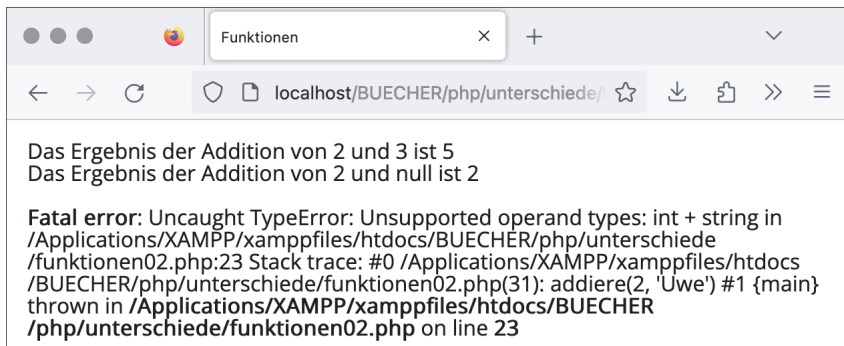 Funktionen
localhost/BUECHER/php/unterschiede/
Das Ergebnis der Addition von 2 und 3 ist 5
Das Ergebnis der Addition von 2 und null ist 2
Fatal error: Uncaught TypeError: Unsupported operand types: int + string in
/Applications/XAMPP/xamppfiles/htdocs/BUECHER/php/unterschiede
/funktionen02.php:23 Stack trace: #0 /Applications/XAMPP/xamppfiles/htdocs
/BUECHER/php/unterschiede/funktionen02.php(31): addiere(2, 'Uwe') #1 {main}
thrown in /Applications/XAMPP/xamppfiles/htdocs/BUECHER
/php/unterschiede/funktionen02.php on line 23